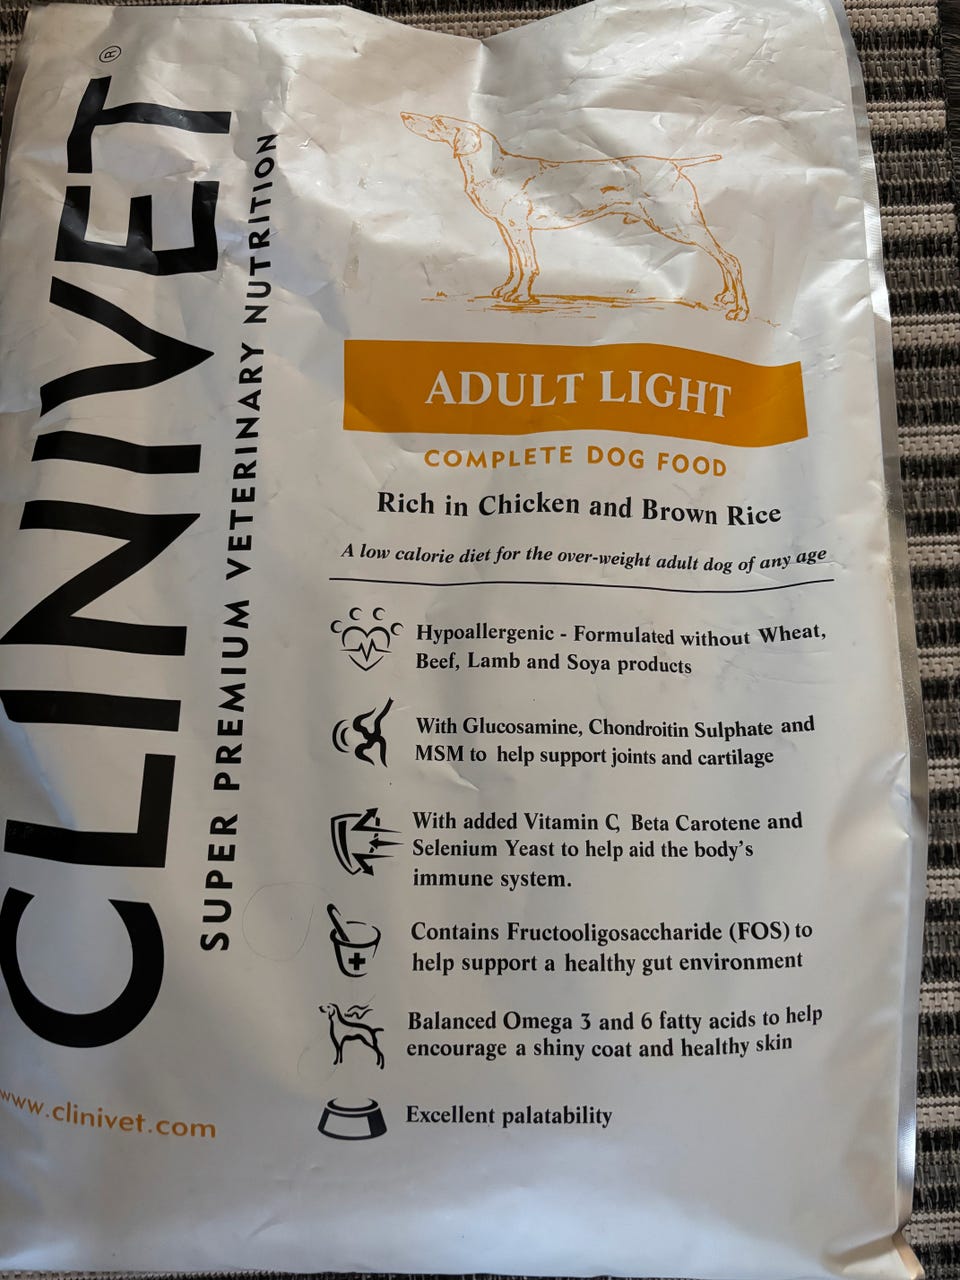 CLINIVET®
SUPER PREMIUM VETERINARY NUTRITION
www.clinivet.com
ADULT LIGHT
COMPLETE DOG FOOD
Rich in Chicken and Brown Rice
A low calorie diet for the over-weight adult dog of any age
Hypoallergenic - Formulated without Wheat,
Beef, Lamb and Soya products
With Glucosamine, Chondroitin Sulphate and
MSM to help support joints and cartilage
With added Vitamin C, Beta Carotene and
Selenium Yeast to help aid the body's
immune system.
Contains Fructooligosaccharide (FOS) to
help support a healthy gut environment
Balanced Omega 3 and 6 fatty acids to help
encourage a shiny coat and healthy skin
Excellent palatability